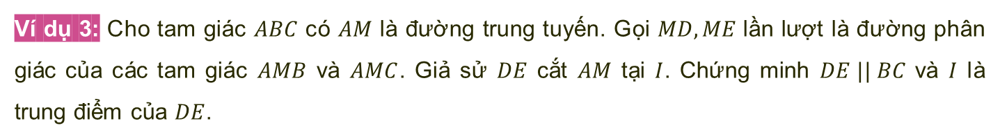 Ví dụ 3: Cho tam giác ABC có AM là đường trung tuyến. Gọi MD, ME lần lượt là đường phân
giác của các tam giác AMB và AMC. Giả sử DE cắt AM tại I. Chứng minh DE || BC và I là
trung điểm của DE.